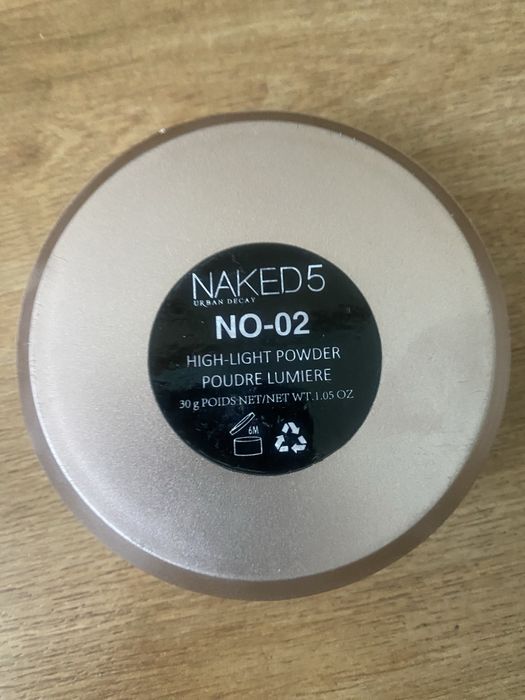 NAKED5
URBAN DECAY
NO-02
HIGH-LIGHT POWDER
POUDRE LUMIERE
30 g POIDS NET/NET WT.1.05 OZ
6M